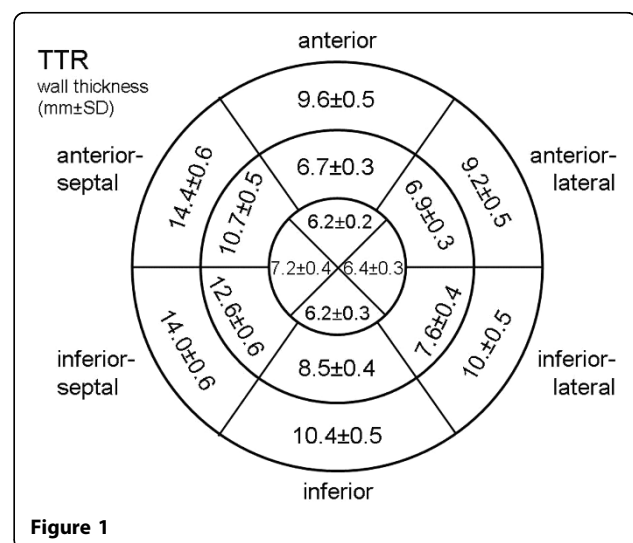 anterior
TTR
wall thickness
(mm±SD)
9.6±0.5
anterior-
septal
14.4±0.6
10.7±0.5
6.7±0.3
6.9±0.3
9.2±0.5
anterior-
lateral
6.2±0.2
7.2±0.4
6.4±0.3
6.2±0.3
inferior-
septal
14.0±0.6
12.6±0.6
8.5±0.4
7.6±0.4
10.±0.5
inferior-
lateral
10.4±0.5
inferior
Figure 1